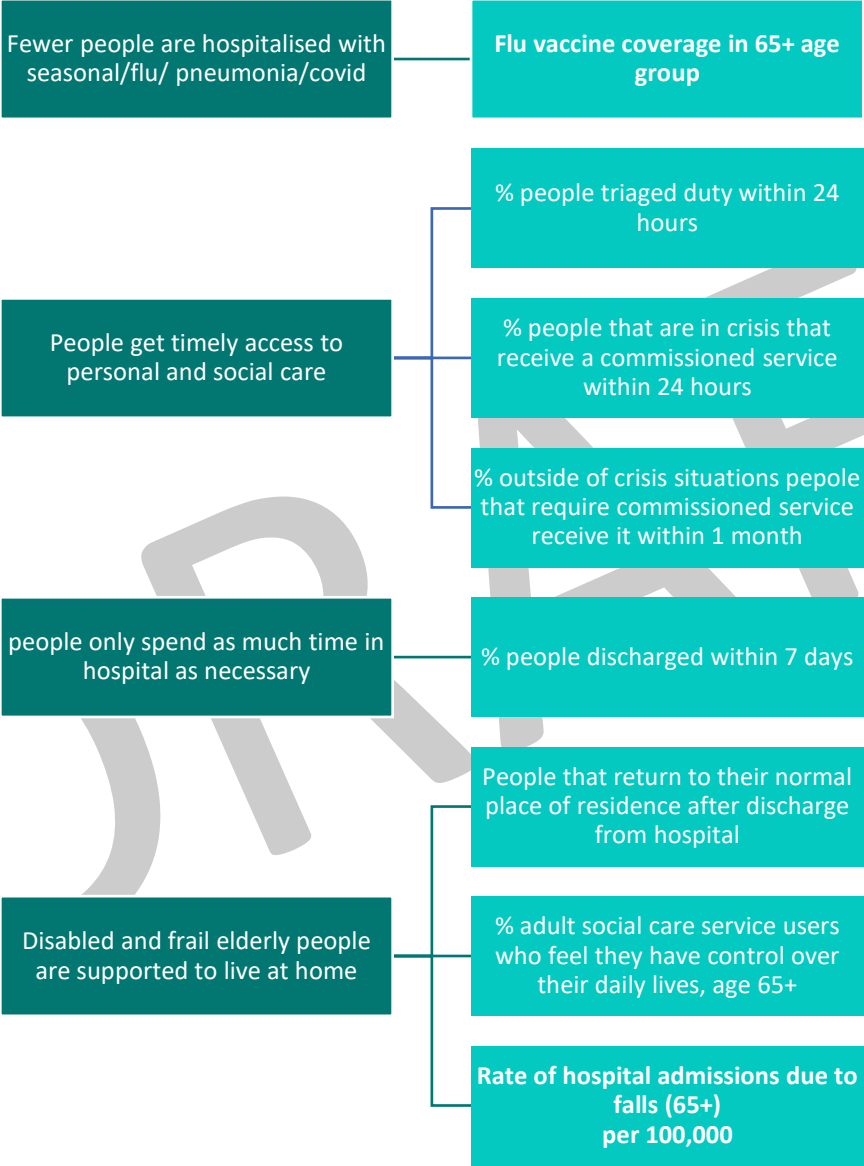 Fewer people are hospitalised with
seasonal/flu/ pneumonia/covid
Flu vaccine coverage in 65+ age
group
People get timely access to
personal and social care
% people triaged duty within 24
hours
% people that are in crisis that
receive a commissioned service
within 24 hours
% outside of crisis situations pepole
that require commissioned service
receive it within 1 month
people only spend as much time in
hospital as necessary
% people discharged within 7 days
Disabled and frail elderly people
are supported to live at home
People that return to their normal
place of residence after discharge
from hospital
% adult social care service users
who feel they have control over
their daily lives, age 65+
Rate of hospital admissions due to
falls (65+)
per 100,000